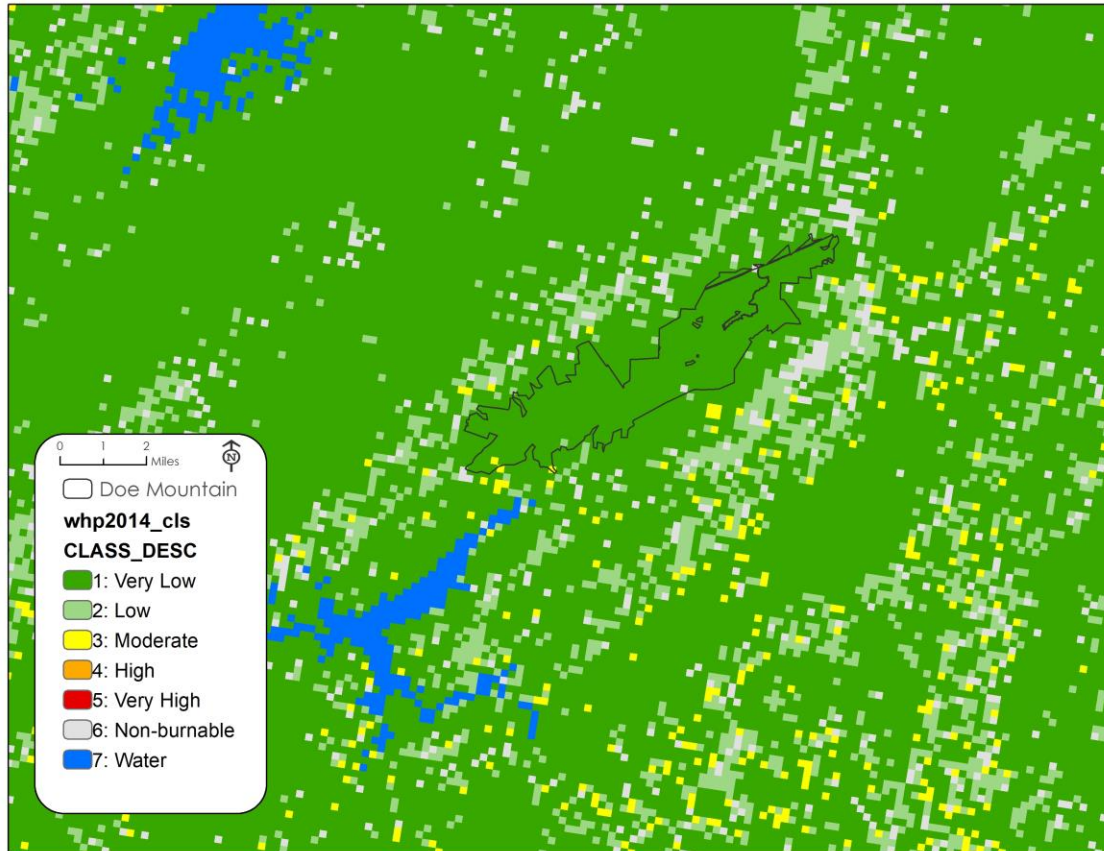 0 1 2
Miles
N
Doe Mountain
whp2014_cls
CLASS_DESC
1: Very Low
2: Low
3: Moderate
4: High
5: Very High
6: Non-burnable
7: Water